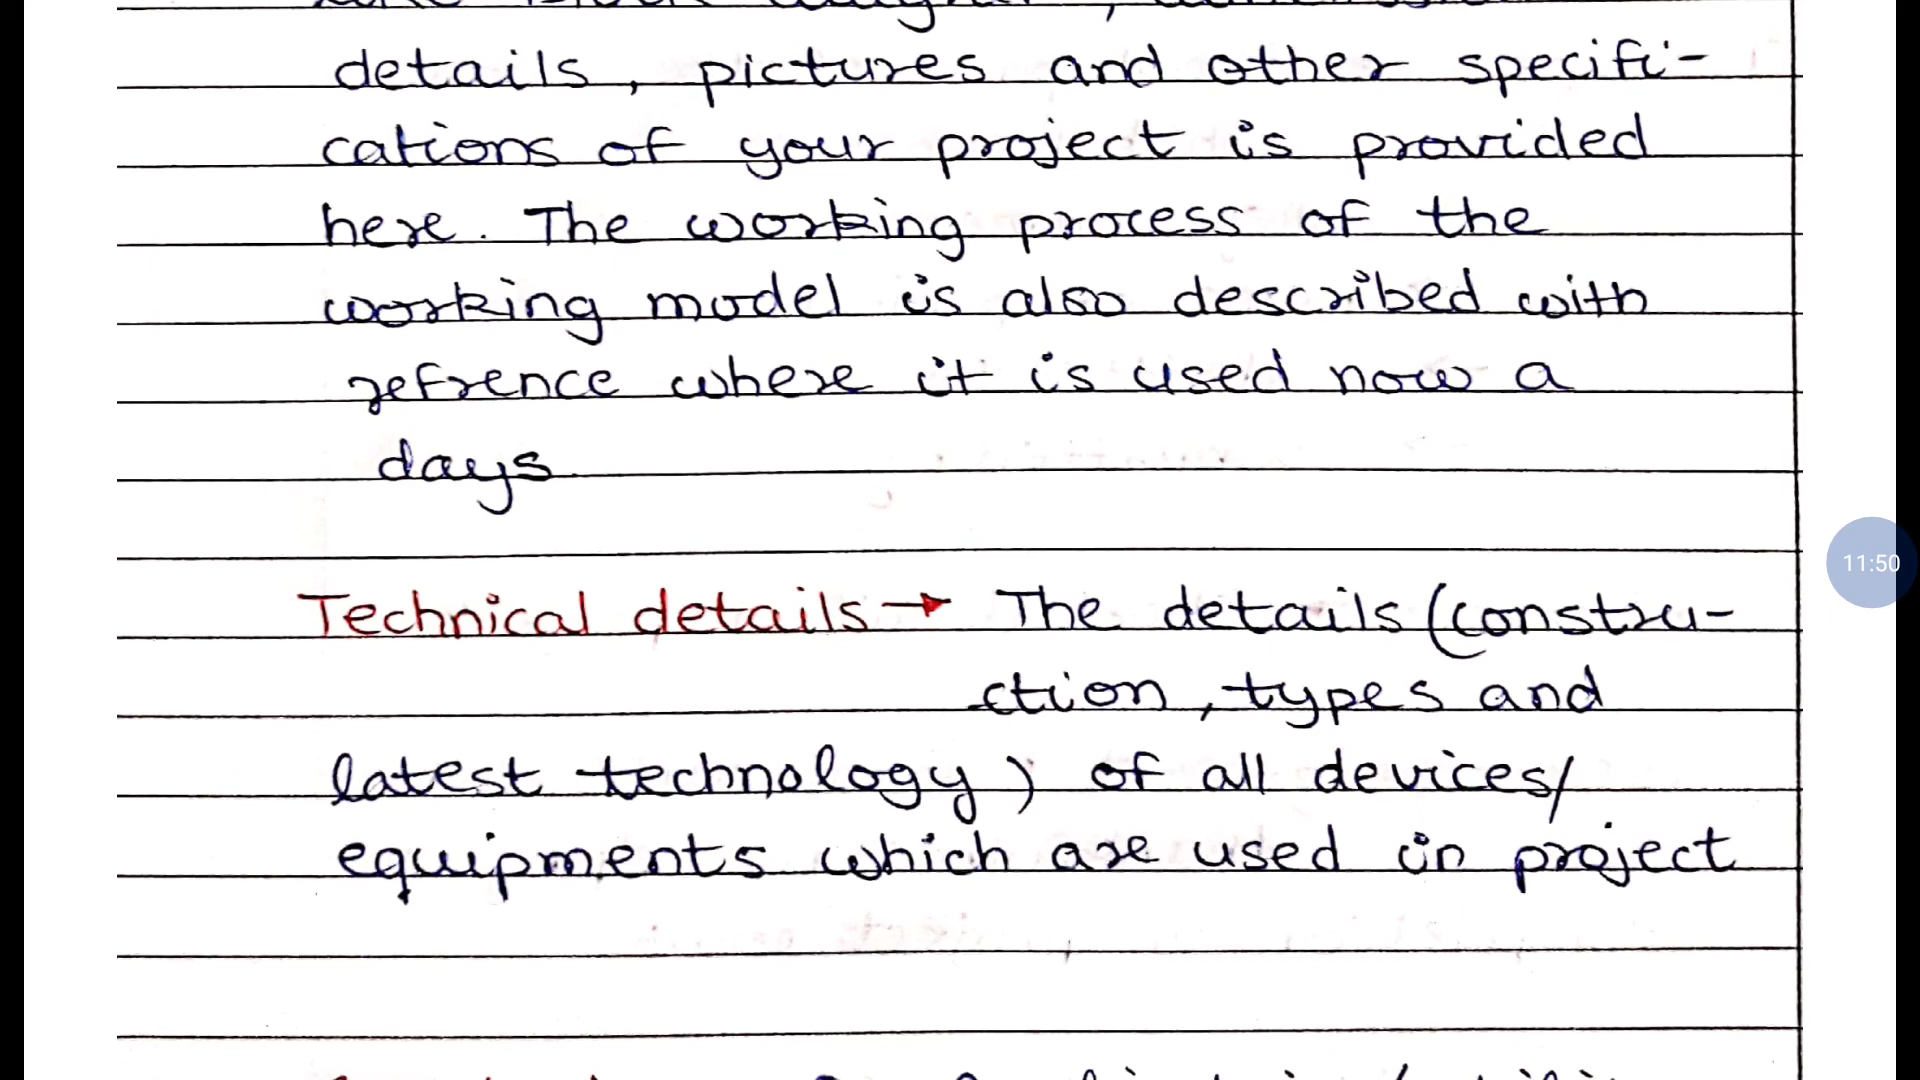 details, pictures and other specifi-
cations of your project is provided
here. The working process of the
working model is also described with
refrence where it is used now a
days
Technical details → The details (constru-
ction, types and
latest technology) of all devices/
equipments which are used in project
11:50